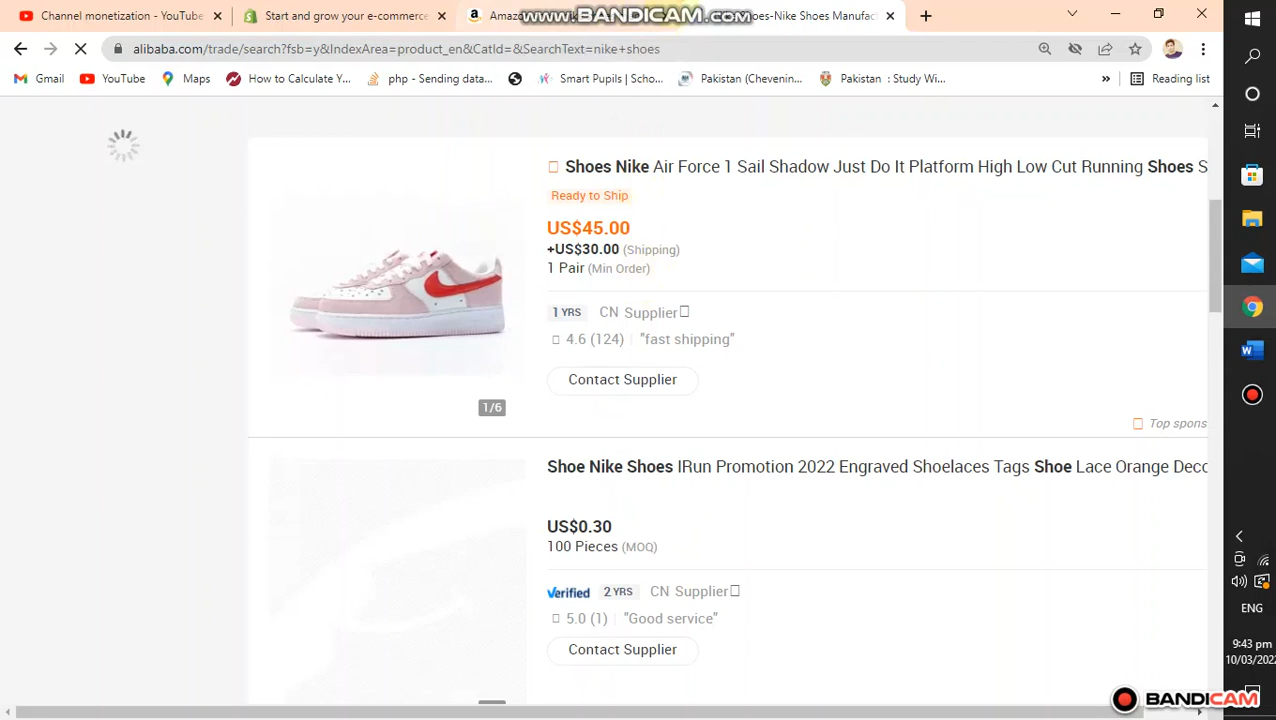 Channel monetization - YouTube
Start and grow your e-commerce
Amazo
www.BANDICAM.com
oes-Nike Shoes Manufac
alibaba.com/trade/search?fsb=y&IndexArea=product_en&CatId=&SearchText=nike+shoes
Gmail
YouTube
Maps
How to Calculate Y...
php - Sending data...
Smart Pupils | Scho...
Pakistan (Chevenin...
Pakistan : Study Wi...
»
Reading list
Shoes Nike Air Force 1 Sail Shadow Just Do It Platform High Low Cut Running Shoes S
Ready to Ship
US$45.00
+US$30.00 (Shipping)
1 Pair (Min Order)
1 YRS CN Supplier
4.6 (124) "fast shipping"
Contact Supplier
1/6
Top spons
Shoe Nike Shoes IRun Promotion 2022 Engraved Shoelaces Tags Shoe Lace Orange Deco
US$0.30
100 Pieces (MOQ)
Verified 2 YRS CN Supplier
5.0 (1) "Good service"
Contact Supplier
ENG
9:43 pm
10/03/2022
BANDICAM